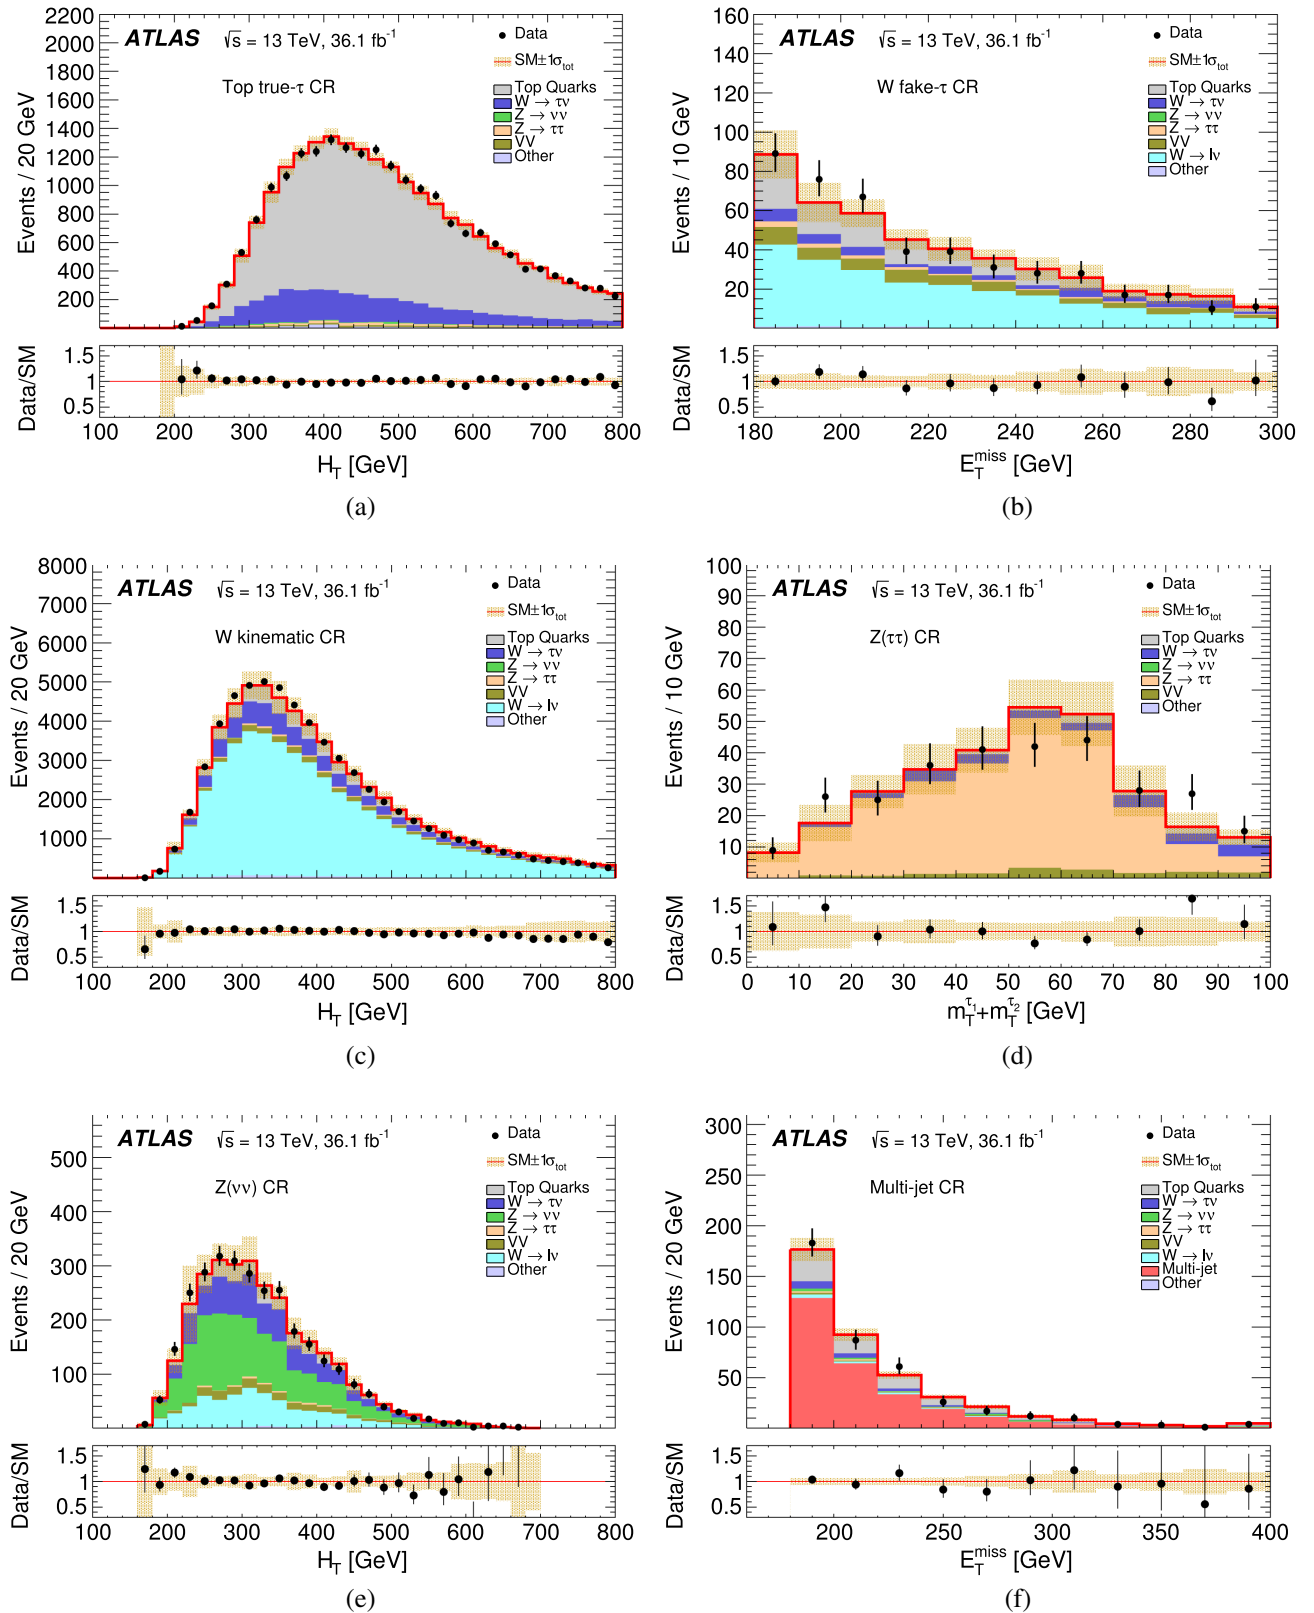 ATLAS √s = 13 TeV, 36.1 fb⁻¹
Top true-τ CR
Data
SM±1σtot
Top Quarks
W → τν
Z → νν
Z → ττ
VV
Other
Events / 20 GeV
2200
2000
1800
1600
1400
1200
1000
800
600
400
200
Data/SM
1.5
1
0.5
100 200 300 400 500 600 700 800
H_T [GeV]
(a)
ATLAS √s = 13 TeV, 36.1 fb⁻¹
W fake-τ CR
Data
SM±1σtot
Top Quarks
W → τν
Z → νν
Z → ττ
VV
W → lν
Other
Events / 10 GeV
160
140
120
100
80
60
40
20
Data/SM
1.5
1
0.5
180 200 220 240 260 280 300
E_T^miss [GeV]
(b)
ATLAS √s = 13 TeV, 36.1 fb⁻¹
W kinematic CR
Data
SM±1σtot
Top Quarks
W → τν
Z → νν
Z → ττ
VV
W → lν
Other
Events / 20 GeV
8000
7000
6000
5000
4000
3000
2000
1000
Data/SM
1.5
1
0.5
100 200 300 400 500 600 700 800
H_T [GeV]
(c)
ATLAS √s = 13 TeV, 36.1 fb⁻¹
Z(ττ) CR
Data
SM±1σtot
Top Quarks
W → τν
Z → νν
Z → ττ
VV
W → lν
Other
Events / 10 GeV
100
90
80
70
60
50
40
30
20
10
Data/SM
1.5
1
0.5
0 10 20 30 40 50 60 70 80 90 100
m_T^τ1+m_T^τ2 [GeV]
(d)
ATLAS √s = 13 TeV, 36.1 fb⁻¹
Z(νν) CR
Data
SM±1σtot
Top Quarks
W → τν
Z → νν
Z → ττ
VV
W → lν
Other
Events / 20 GeV
500
400
300
200
100
Data/SM
1.5
1
0.5
100 200 300 400 500 600 700 800
H_T [GeV]
(e)
ATLAS √s = 13 TeV, 36.1 fb⁻¹
Multi-jet CR
Data
SM±1σtot
Top Quarks
W → τν
Z → νν
Z → ττ
VV
W → lν
Multi-jet
Other
Events / 20 GeV
300
250
200
150
100
50
Data/SM
1.5
1
0.5
200 250 300 350 400
E_T^miss [GeV]
(f)